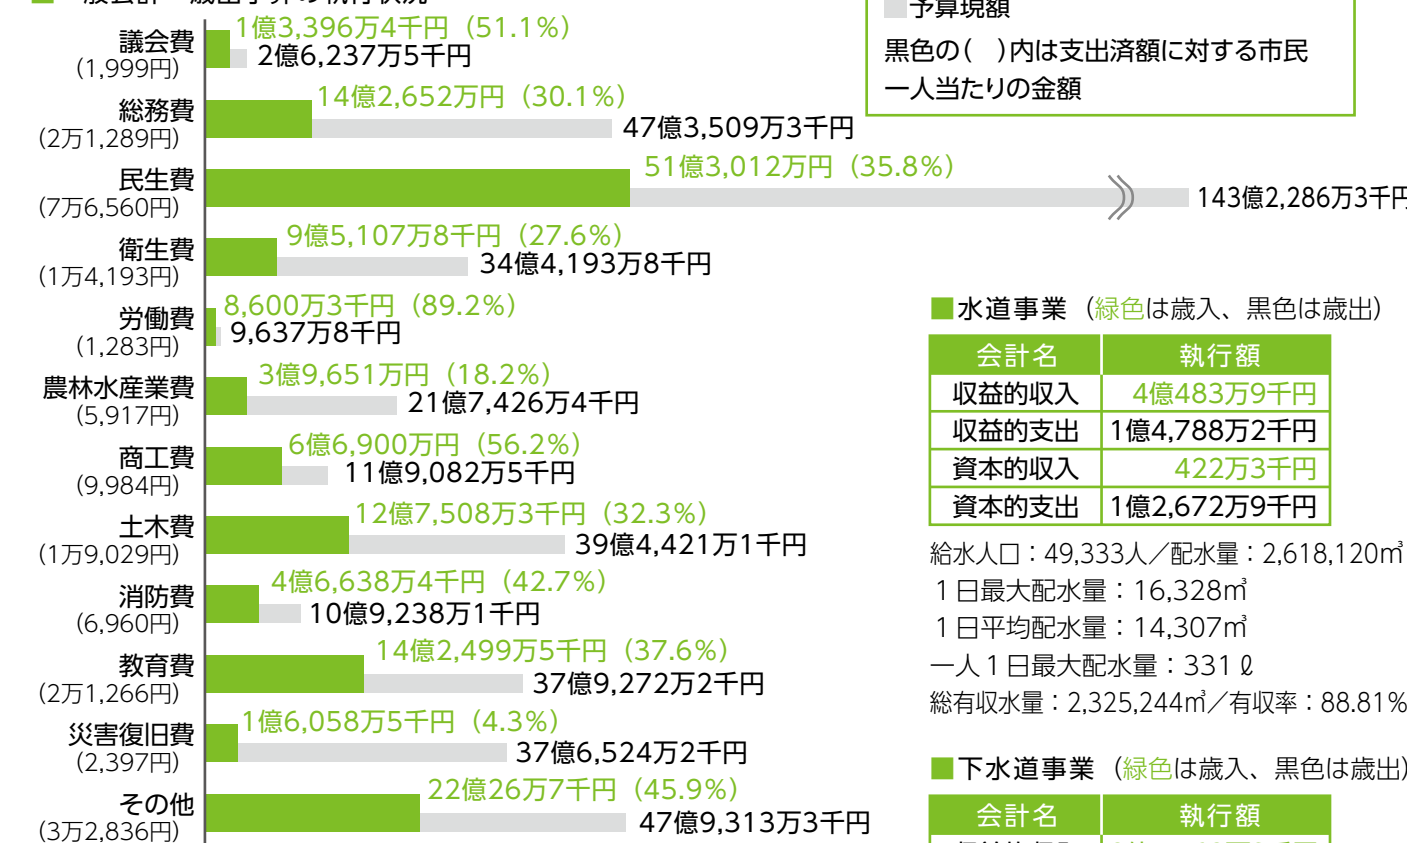 予算現額
黒色の(　)内は支出済額に対する市民
一人当たりの金額
議会費
(1,999円)
1億3,396万4千円（51.1%）
2億6,237万5千円
総務費
(2万1,289円)
14億2,652万円（30.1%）
47億3,509万3千円
民生費
(7万6,560円)
51億3,012万円（35.8%）
143億2,286万3千円
衛生費
(1万4,193円)
9億5,107万8千円（27.6%）
34億4,193万8千円
労働費
(1,283円)
8,600万3千円（89.2%）
9,637万8千円
農林水産業費
(5,917円)
3億9,651万円（18.2%）
21億7,426万4千円
商工費
(9,984円)
6億6,900万円（56.2%）
11億9,082万5千円
土木費
(1万9,029円)
12億7,508万3千円（32.3%）
39億4,421万1千円
消防費
(6,960円)
4億6,638万4千円（42.7%）
10億9,238万1千円
教育費
(2万1,266円)
14億2,499万5千円（37.6%）
37億9,272万2千円
災害復旧費
(2,397円)
1億6,058万5千円（4.3%）
37億6,524万2千円
その他
(3万2,836円)
22億26万7千円（45.9%）
47億9,313万3千円
■水道事業（緑色は歳入、黒色は歳出）
会計名 執行額
収益的収入 4億483万9千円
収益的支出 1億4,788万2千円
資本的収入 422万3千円
資本的支出 1億2,672万9千円
給水人口：49,333人／配水量：2,618,120㎥
１日最大配水量：16,328㎥
１日平均配水量：14,307㎥
一人１日最大配水量：331ℓ
総有収水量：2,325,244㎥／有収率：88.81%
■下水道事業（緑色は歳入、黒色は歳出）
会計名 執行額